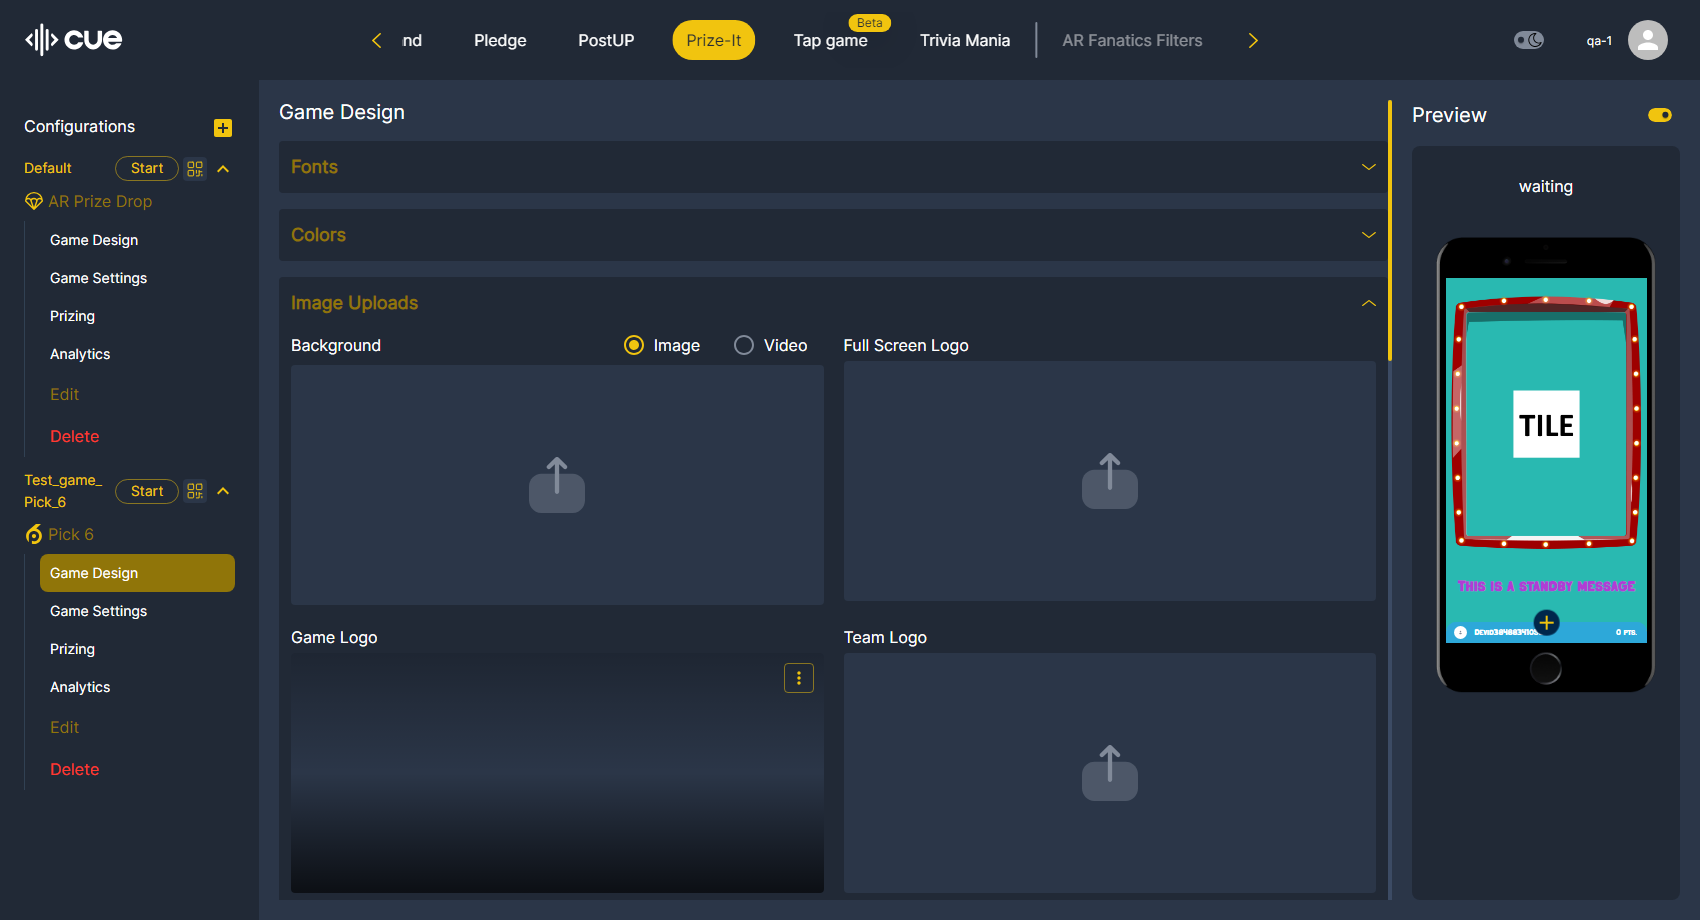 cue
nd
Pledge
PostUP
Prize-It
Beta
Tap game
Trivia Mania
AR Fanatics Filters
qa-1
Configurations
Default
Start
AR Prize Drop
Game Design
Game Settings
Prizing
Analytics
Edit
Delete
Test_game_
Pick_6
Start
Pick 6
Game Design
Game Settings
Prizing
Analytics
Edit
Delete
Game Design
Fonts
Colors
Image Uploads
Background
Image
Video
Full Screen Logo
Game Logo
Team Logo
Preview
waiting
TILE
This is a standby message
0 pts.